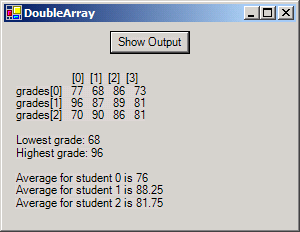 DoubleArray
Show Output
[0] [1] [2] [3]
grades[0] 77 68 86 73
grades[1] 96 87 89 81
grades[2] 70 90 86 81
Lowest grade: 68
Highest grade: 96
Average for student 0 is 76
Average for student 1 is 88.25
Average for student 2 is 81.75